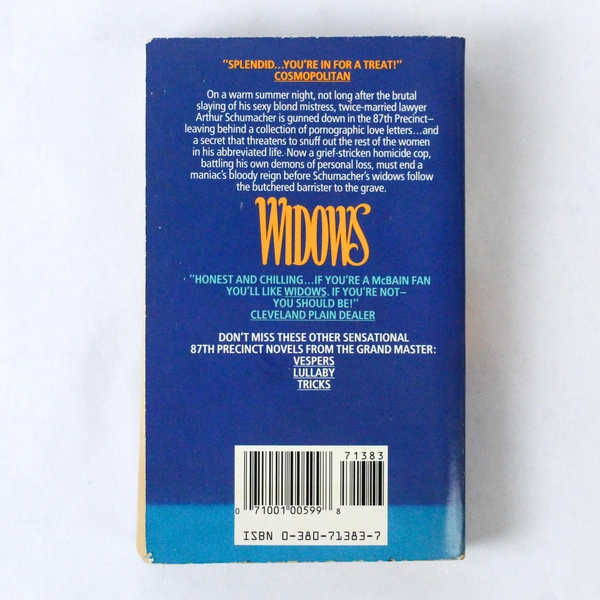 "SPLENDID...YOU'RE IN FOR A TREAT!"
COSMOPOLITAN
On a warm summer night, not long after the brutal
slaying of his sexy blond mistress, twice-married lawyer
Arthur Schumacher is gunned down in the 87th Precinct—
leaving behind a collection of pornographic love letters...and
a secret that threatens to snuff out the rest of the women
in his abbreviated life. Now a grief-stricken homicide cop,
battling his own demons of personal loss, must end a
maniac's bloody reign before Schumacher's widows follow
the butchered barrister to the grave.
WIDOWS
"HONEST AND CHILLING...IF YOU'RE A McBAIN FAN
YOU'LL LIKE WIDOWS. IF YOU'RE NOT—
YOU SHOULD BE!"
CLEVELAND PLAIN DEALER
DON'T MISS THESE OTHER SENSATIONAL
87TH PRECINCT NOVELS FROM THE GRAND MASTER:
VESPERS
LULLABY
TRICKS
71383
0 71001 00599 8
ISBN 0-380-71383-7